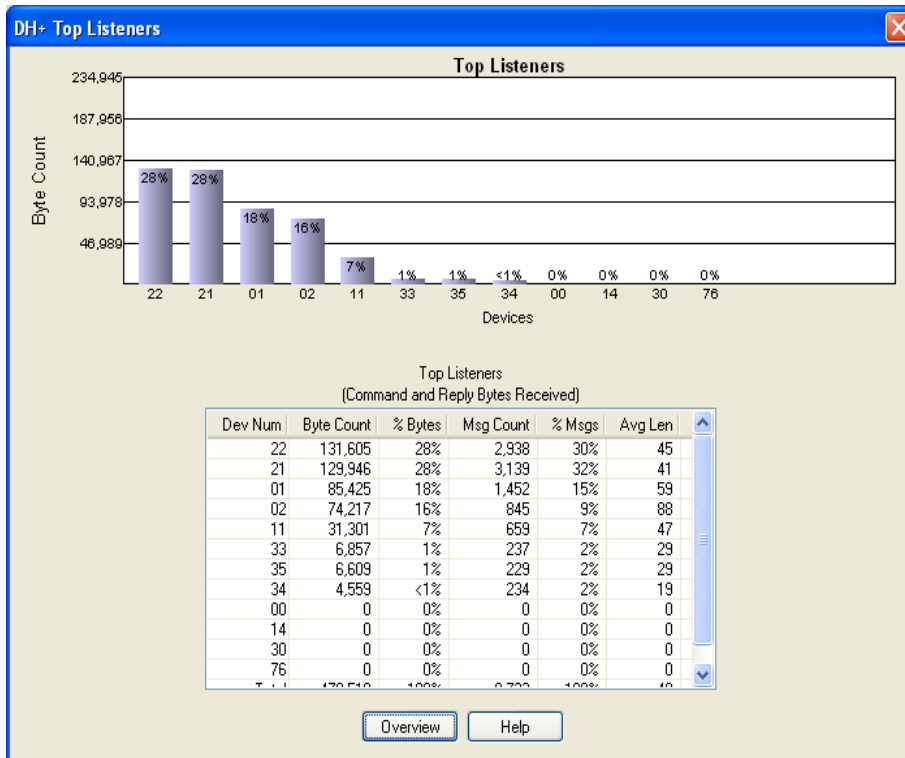 DH+ Top Listeners
Top Listeners
234,945
187,956
140,967
93,978
46,989
Byte Count
28% 28% 18% 16% 7% 1% 1% <1% 0% 0% 0% 0%
22 21 01 02 11 33 35 34 00 14 30 76
Devices
Top Listeners
(Command and Reply Bytes Received)
Dev Num Byte Count % Bytes Msg Count % Msgs Avg Len
22 131,605 28% 2,938 30% 45
21 129,946 28% 3,139 32% 41
01 85,425 18% 1,452 15% 59
02 74,217 16% 845 9% 88
11 31,301 7% 659 7% 47
33 6,857 1% 237 2% 29
35 6,609 1% 229 2% 29
34 4,559 <1% 234 2% 19
00 0 0% 0 0% 0
14 0 0% 0 0% 0
30 0 0% 0 0% 0
76 0 0% 0 0% 0
Overview Help